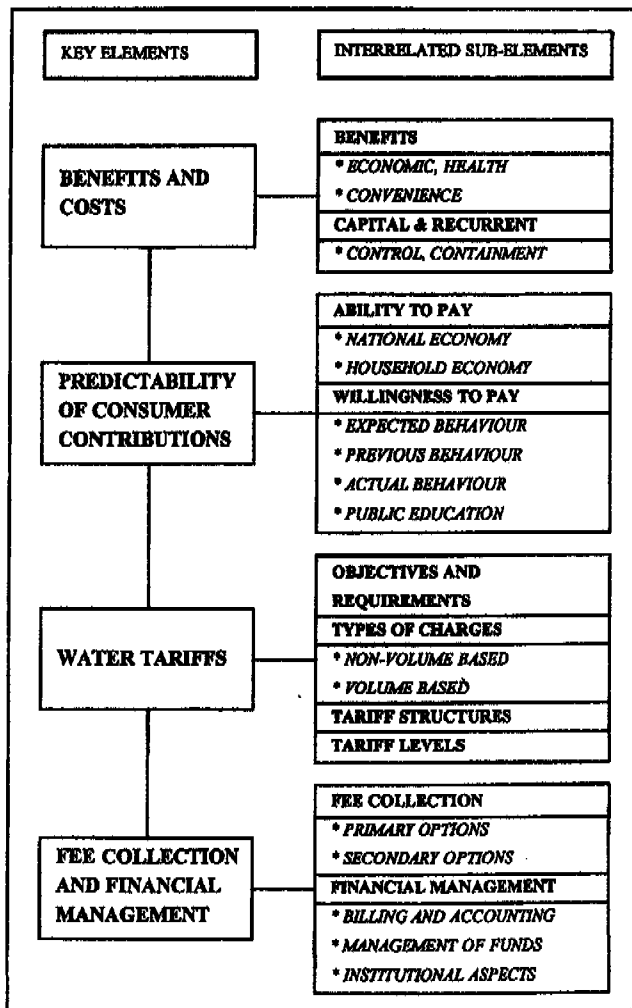 KEY ELEMENTS
INTERRELATED SUB-ELEMENTS
BENEFITS AND
COSTS
BENEFITS
* ECONOMIC, HEALTH
* CONVENIENCE
CAPITAL & RECURRENT
* CONTROL, CONTAINMENT
PREDICTABILITY
OF CONSUMER
CONTRIBUTIONS
ABILITY TO PAY
* NATIONAL ECONOMY
* HOUSEHOLD ECONOMY
WILLINGNESS TO PAY
* EXPECTED BEHAVIOUR
* PREVIOUS BEHAVIOUR
* ACTUAL BEHAVIOUR
* PUBLIC EDUCATION
WATER TARIFFS
OBJECTIVES AND
REQUIREMENTS
TYPES OF CHARGES
* NON-VOLUME BASED
* VOLUME BASED
TARIFF STRUCTURES
TARIFF LEVELS
FEE COLLECTION
AND FINANCIAL
MANAGEMENT
FEE COLLECTION
* PRIMARY OPTIONS
* SECONDARY OPTIONS
FINANCIAL MANAGEMENT
* BILLING AND ACCOUNTING
* MANAGEMENT OF FUNDS
* INSTITUTIONAL ASPECTS